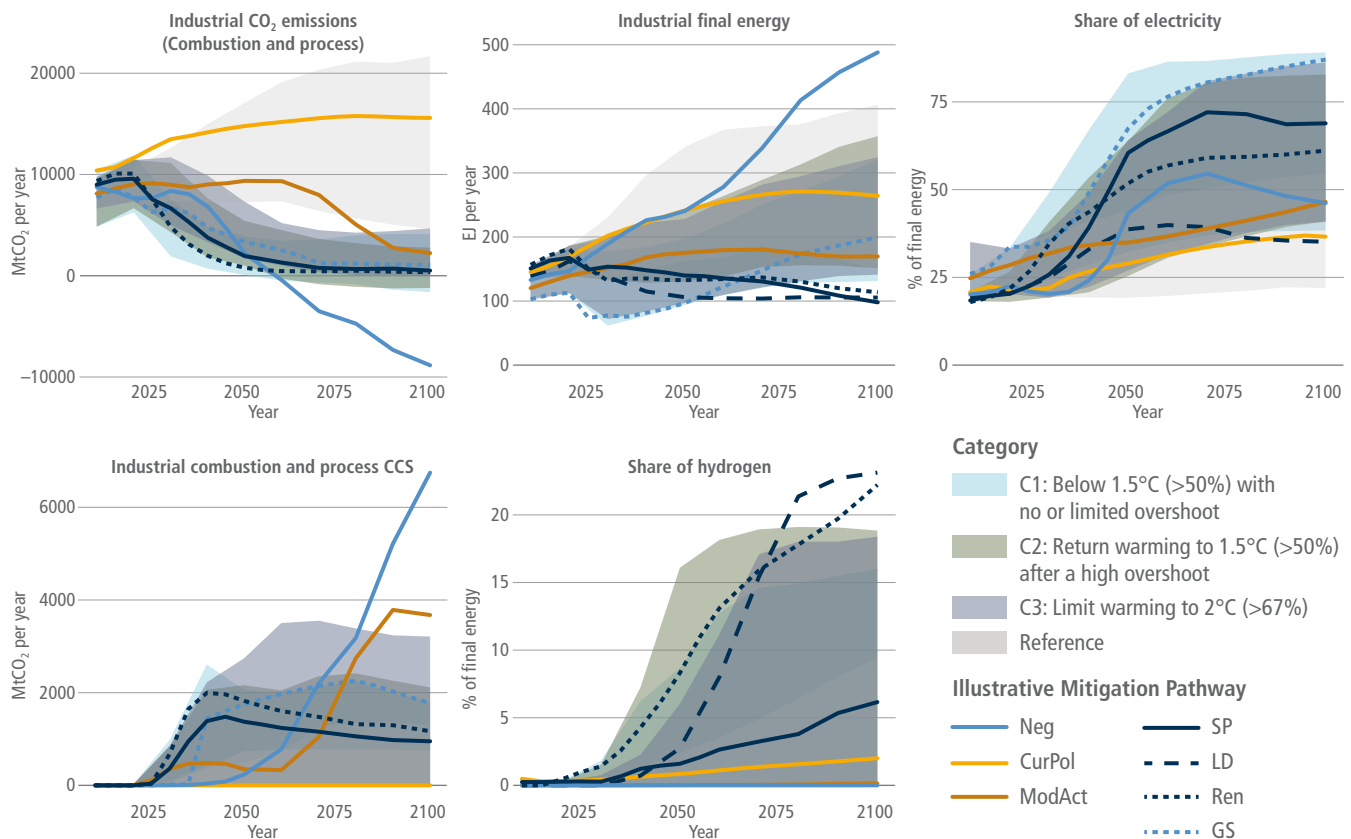 Industrial CO₂ emissions
(Combustion and process)
20000
10000
0
−10000
MtCO₂ per year
2025 2050 2075 2100
Year
Industrial final energy
500
400
300
200
100
0
EJ per year
2025 2050 2075 2100
Year
Share of electricity
75
50
25
0
% of final energy
2025 2050 2075 2100
Year
Industrial combustion and process CCS
6000
4000
2000
0
MtCO₂ per year
2025 2050 2075 2100
Year
Share of hydrogen
20
15
10
5
0
% of final energy
2025 2050 2075 2100
Year
Category
C1: Below 1.5°C (>50%) with
no or limited overshoot
C2: Return warming to 1.5°C (>50%)
after a high overshoot
C3: Limit warming to 2°C (>67%)
Reference
Illustrative Mitigation Pathway
Neg
CurPol
ModAct
SP
LD
Ren
GS